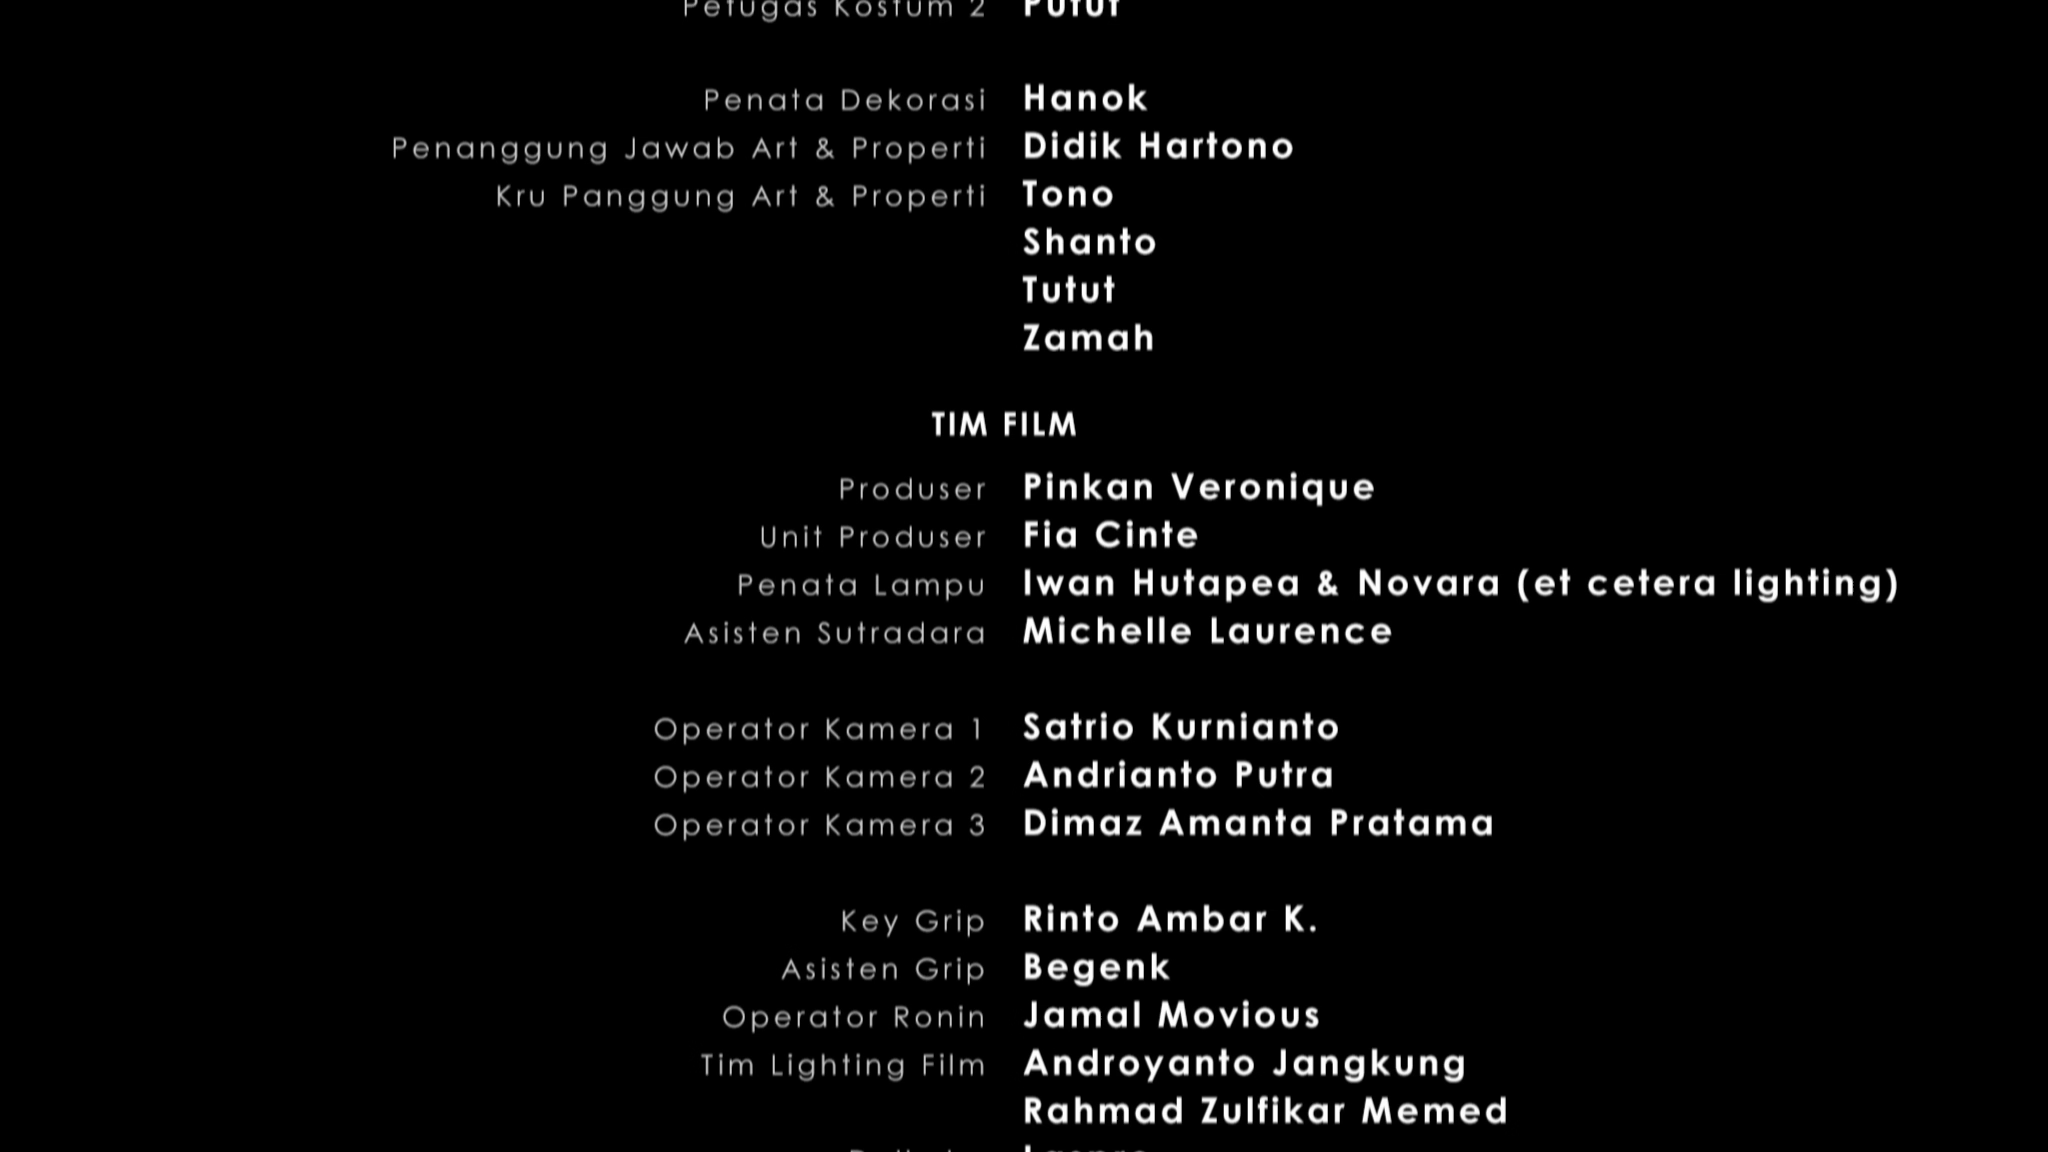 Petugas Kostum 2 Putut
Penata Dekorasi Hanok
Penanggung Jawab Art & Properti Didik Hartono
Kru Panggung Art & Properti Tono
Shanto
Tutut
Zamah
TIM FILM
Produser Pinkan Veronique
Unit Produser Fia Cinte
Penata Lampu Iwan Hutapea & Novara (et cetera lighting)
Asisten Sutradara Michelle Laurence
Operator Kamera 1 Satrio Kurnianto
Operator Kamera 2 Andrianto Putra
Operator Kamera 3 Dimaz Amanta Pratama
Key Grip Rinto Ambar K.
Asisten Grip Begenk
Operator Ronin Jamal Movious
Tim Lighting Film Androyanto Jangkung
Rahmad Zulfikar Memed